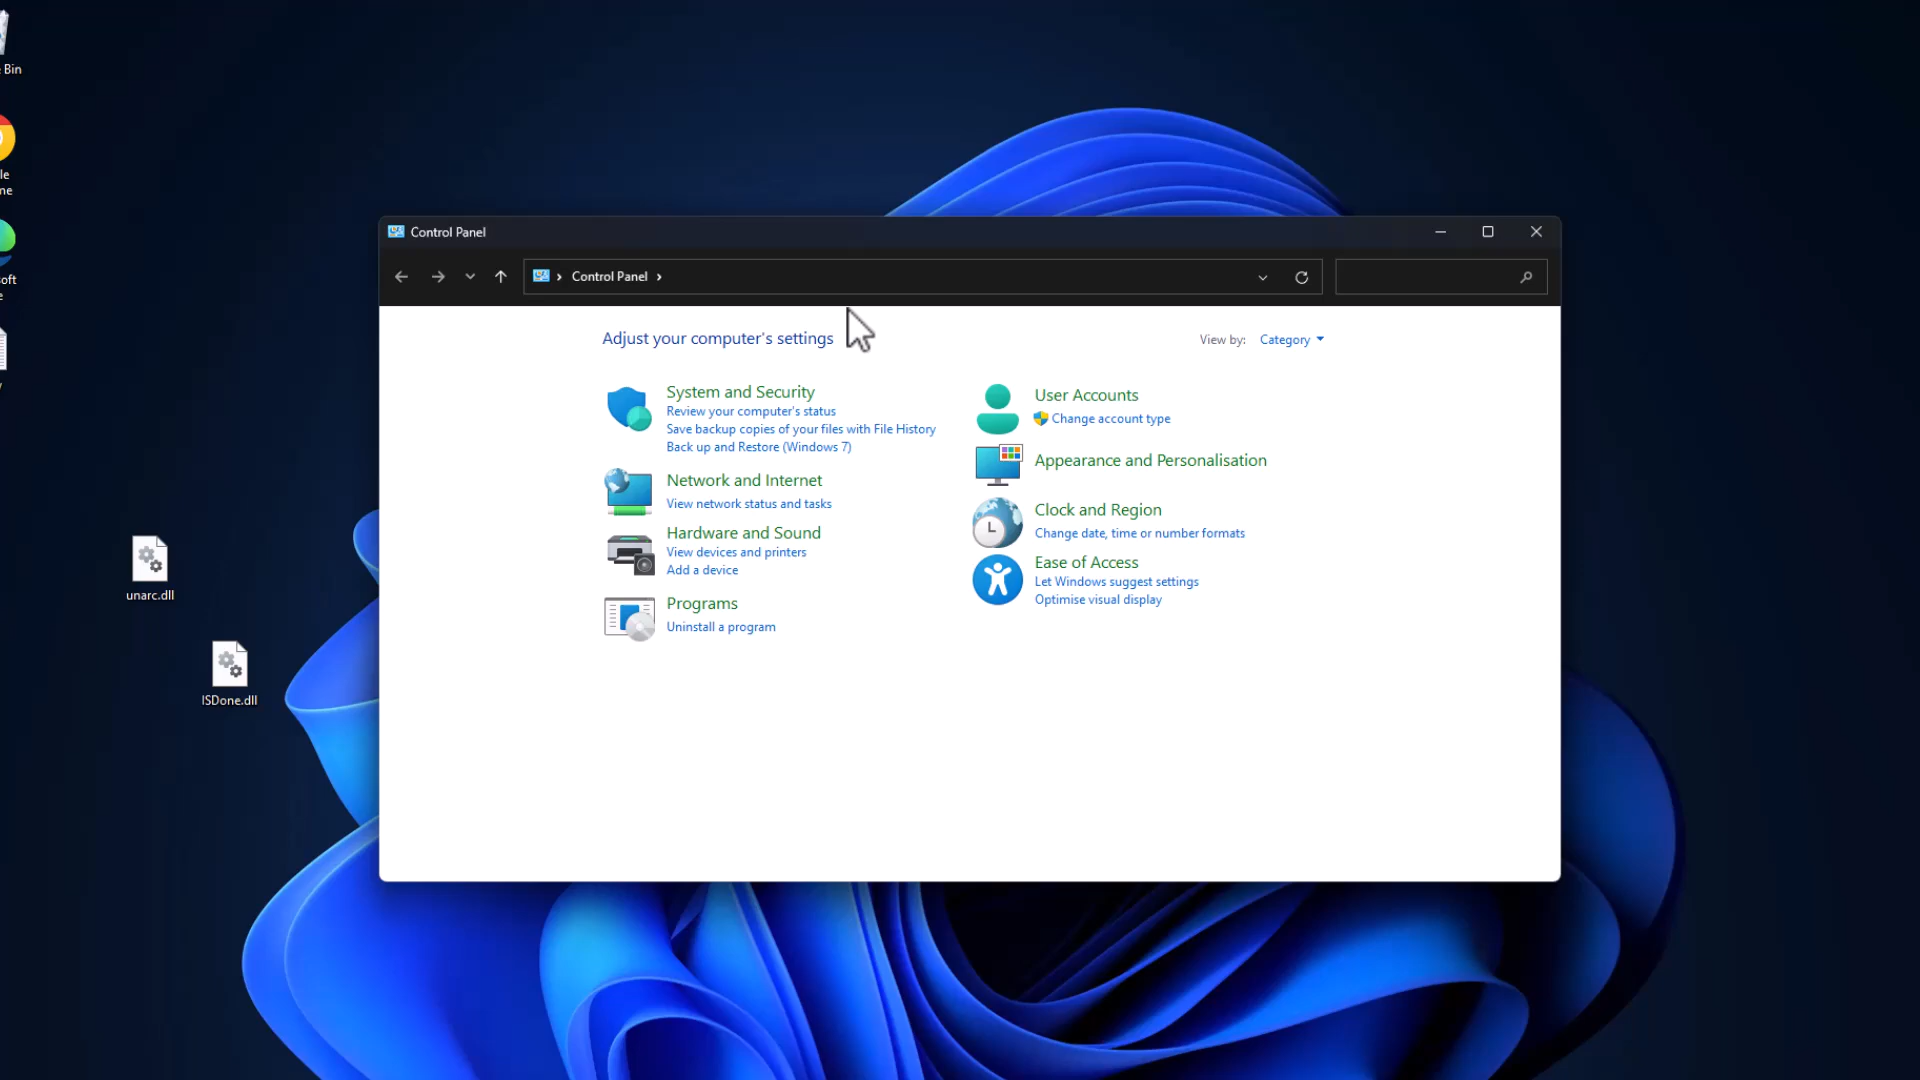 Bin
le
me
soft
e
y
unarc.dll
ISDone.dll
Control Panel
Control Panel
Adjust your computer's settings
View by: Category
System and Security
Review your computer's status
Save backup copies of your files with File History
Back up and Restore (Windows 7)
Network and Internet
View network status and tasks
Hardware and Sound
View devices and printers
Add a device
Programs
Uninstall a program
User Accounts
Change account type
Appearance and Personalisation
Clock and Region
Change date, time or number formats
Ease of Access
Let Windows suggest settings
Optimise visual display